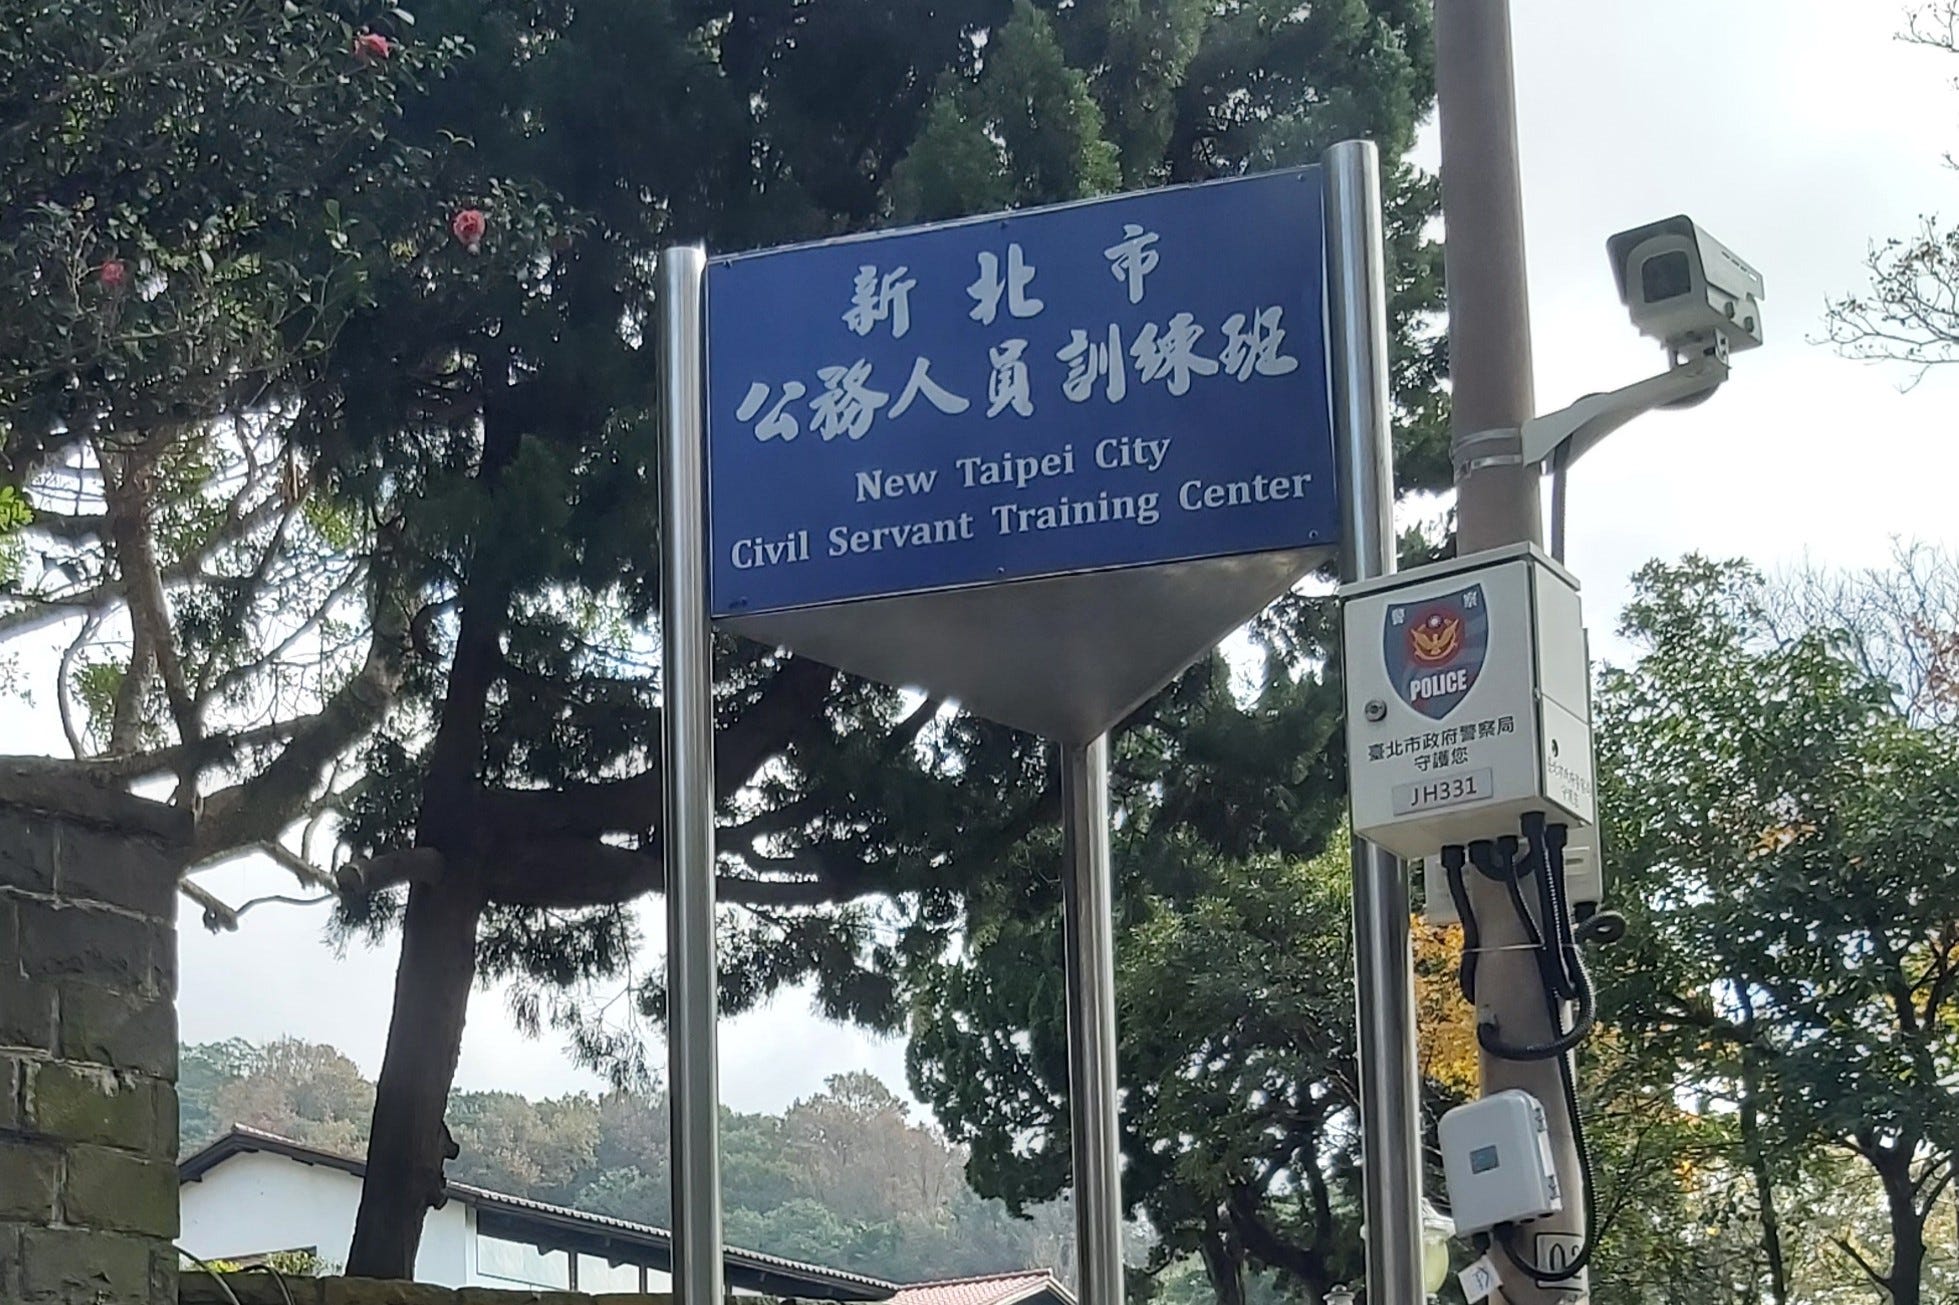 新北市
公務人員訓練班
New Taipei City
Civil Servant Training Center
警察
POLICE
臺北市政府警察局
守護您
JH331